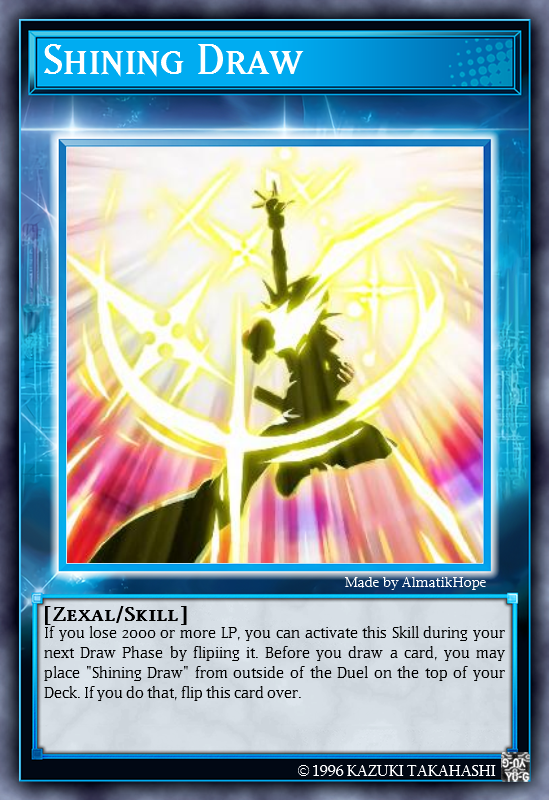 Shining Draw
Made by AlmatikHope
[Zexal/Skill]
If you lose 2000 or more LP, you can activate this Skill during your
next Draw Phase by flipiing it. Before you draw a card, you may
place "Shining Draw" from outside of the Duel on the top of your
Deck. If you do that, flip this card over.
© 1996 KAZUKI TAKAHASHI